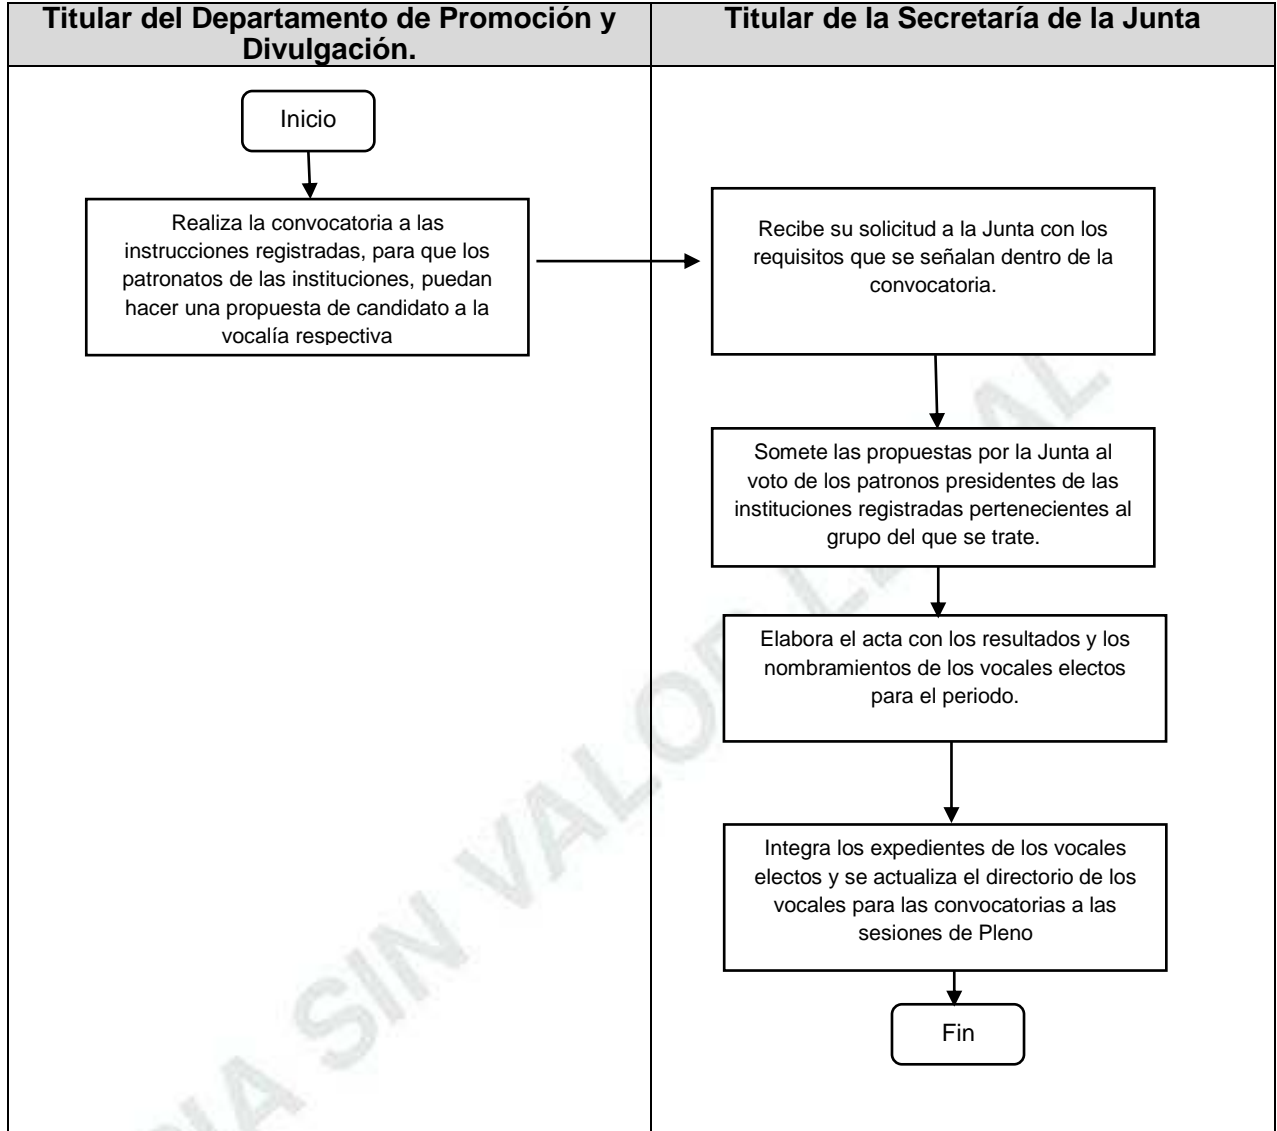 Titular del Departamento de Promoción y
Divulgación.
Titular de la Secretaría de la Junta
Inicio
Realiza la convocatoria a las
instrucciones registradas, para que los
patronatos de las instituciones, puedan
hacer una propuesta de candidato a la
vocalía respectiva
Recibe su solicitud a la Junta con los
requisitos que se señalan dentro de la
convocatoria.
Somete las propuestas por la Junta al
voto de los patronos presidentes de las
instituciones registradas pertenecientes al
grupo del que se trate.
Elabora el acta con los resultados y los
nombramientos de los vocales electos
para el periodo.
Integra los expedientes de los vocales
electos y se actualiza el directorio de los
vocales para las convocatorias a las
sesiones de Pleno
Fin
SIN VALOR